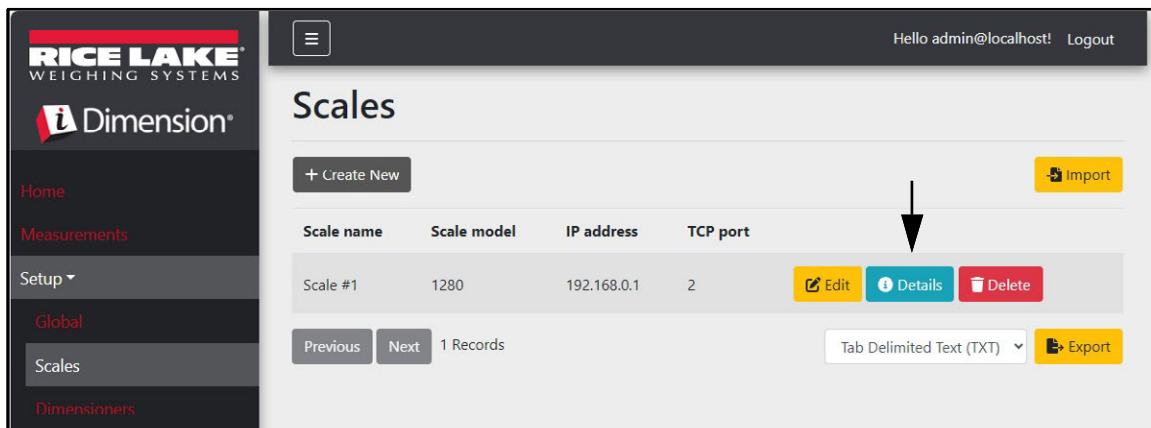 RICE LAKE®
WEIGHING SYSTEMS
i Dimension®
Home
Measurements
Setup
Global
Scales
Dimensioners
Hello admin@localhost! Logout
Scales
+ Create New
Import
Scale name Scale model IP address TCP port
Scale #1 1280 192.168.0.1 2 Edit Details Delete
Previous Next 1 Records Tab Delimited Text (TXT) Export